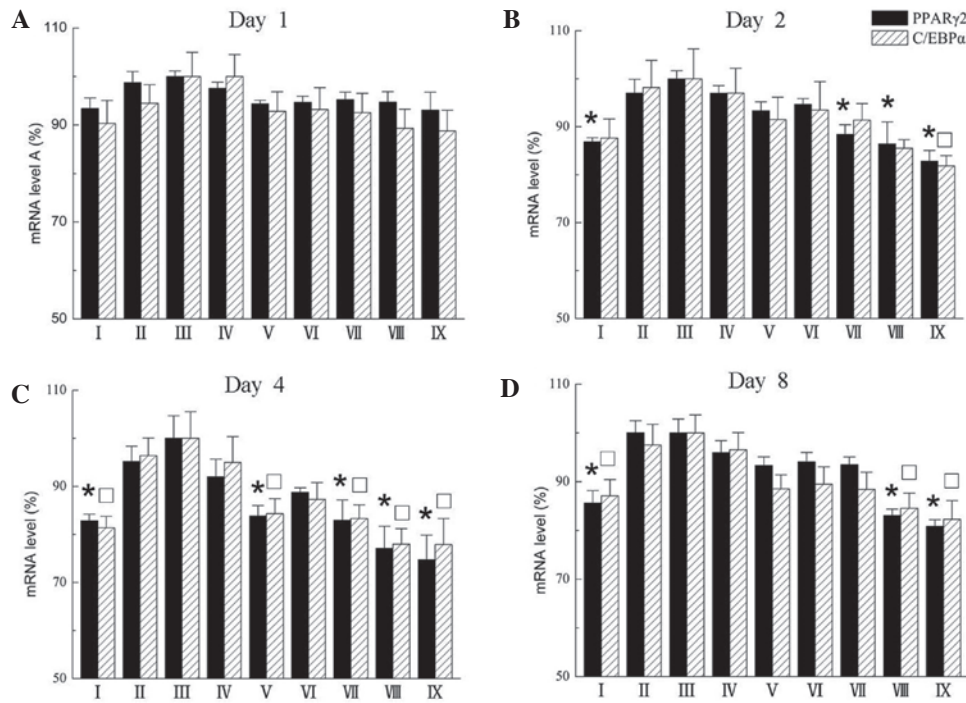 A
Day 1
mRNA level A (%)
110
90
70
50
I II III IV V VI VII VIII IX
B
Day 2
PPARγ2
C/EBPα
mRNA level (%)
110
90
70
50
* * * * □
I II III IV V VI VII VIII IX
C
Day 4
mRNA level (%)
110
90
70
50
* □ * □ * □ * □ * □
I II III IV V VI VII VIII IX
D
Day 8
mRNA level (%)
110
90
70
50
* □ * □ * □
I II III IV V VI VII VIII IX